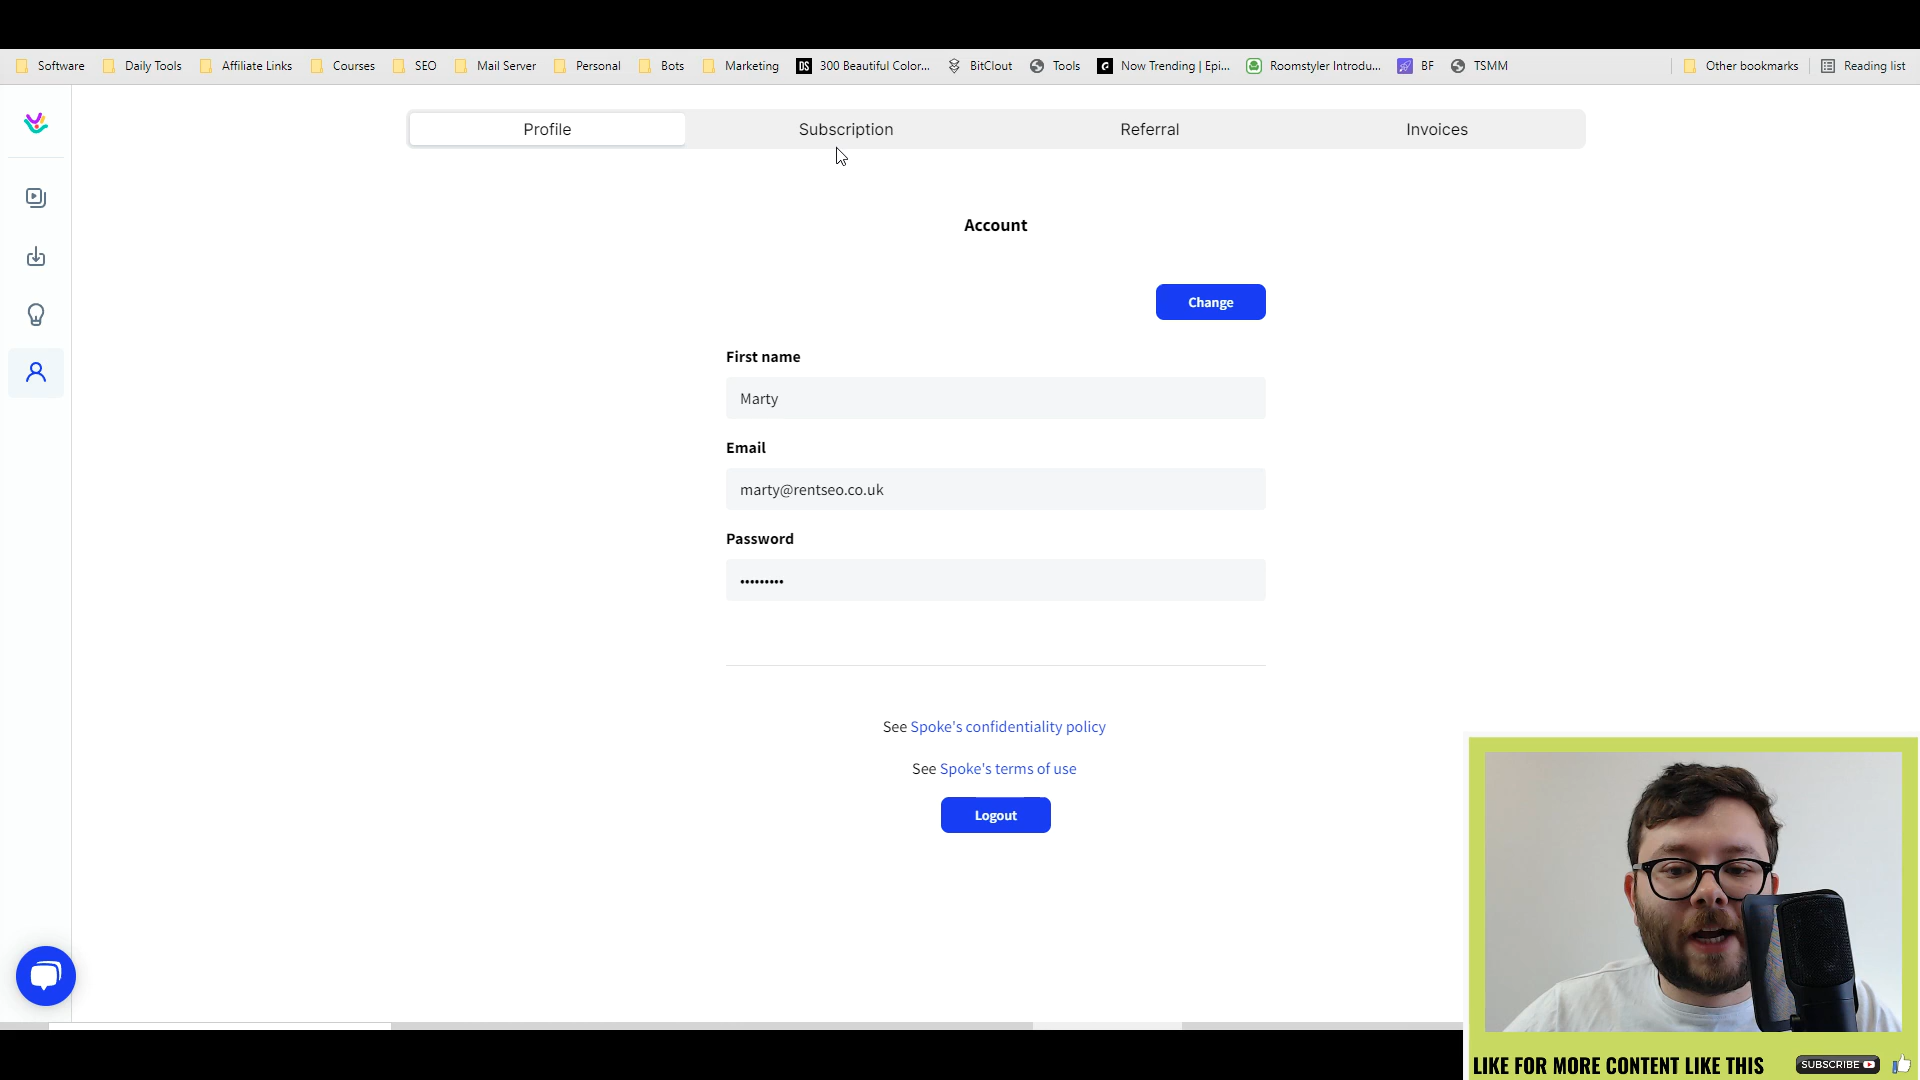 Software Daily Tools Affiliate Links Courses SEO Mail Server Personal Bots Marketing DS 300 Beautiful Color... BitClout Tools Now Trending | Epi... Roomstyler Introdu... BF TSMM Other bookmarks Reading list
Profile Subscription Referral Invoices
Account
Change
First name
Marty
Email
marty@rentseo.co.uk
Password
•••••••••
See Spoke's confidentiality policy
See Spoke's terms of use
Logout
LIKE FOR MORE CONTENT LIKE THIS SUBSCRIBE